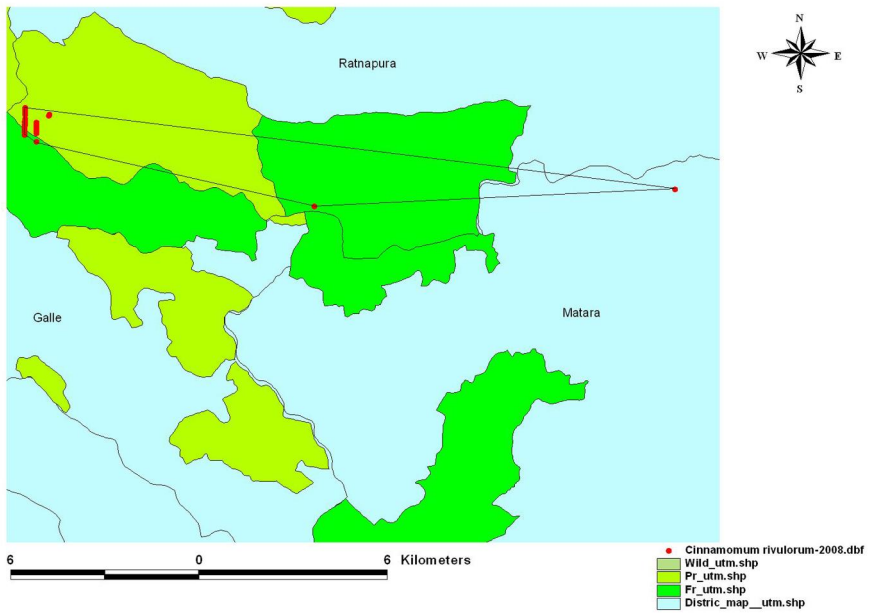 N
W E
S
Ratnapura
Galle
Matara
6 0 6 Kilometers
Cinnamomum rivulorum-2008.dbf
Wild_utm.shp
Pr_utm.shp
Fr_utm.shp
Distric_map__utm.shp